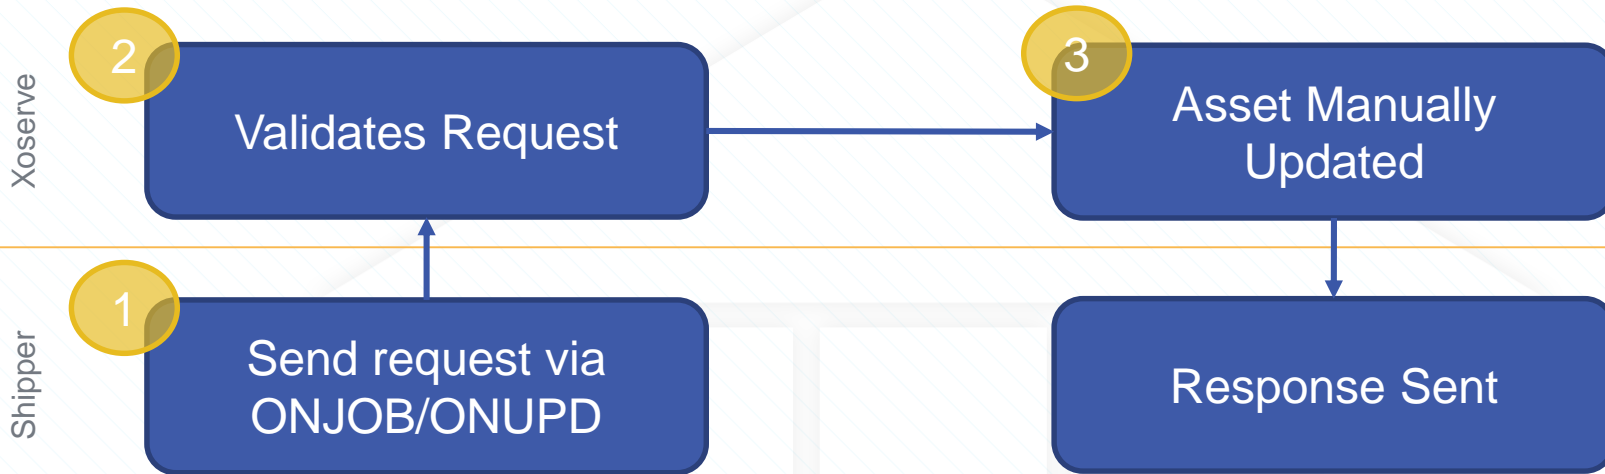 Xoserve
2
Validates Request
3
Asset Manually
Updated
Shipper
1
Send request via
ONJOB/ONUPD
Response Sent